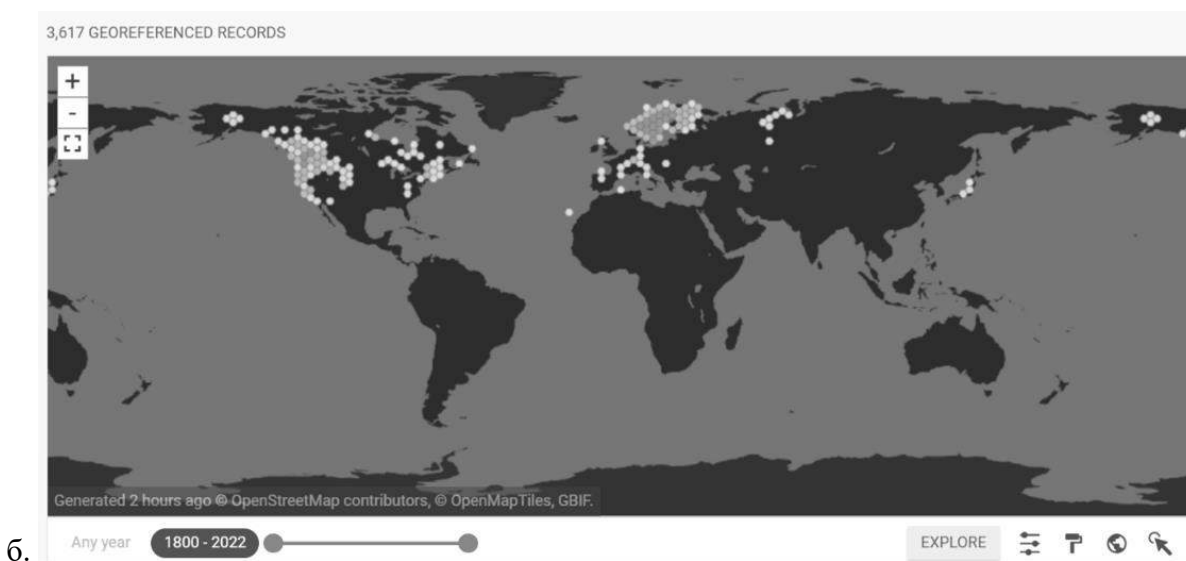 3,617 GEOREFERENCED RECORDS
+
-
Generated 2 hours ago © OpenStreetMap contributors, © OpenMapTiles, GBIF.
б.
Any year 1800 - 2022 EXPLORE